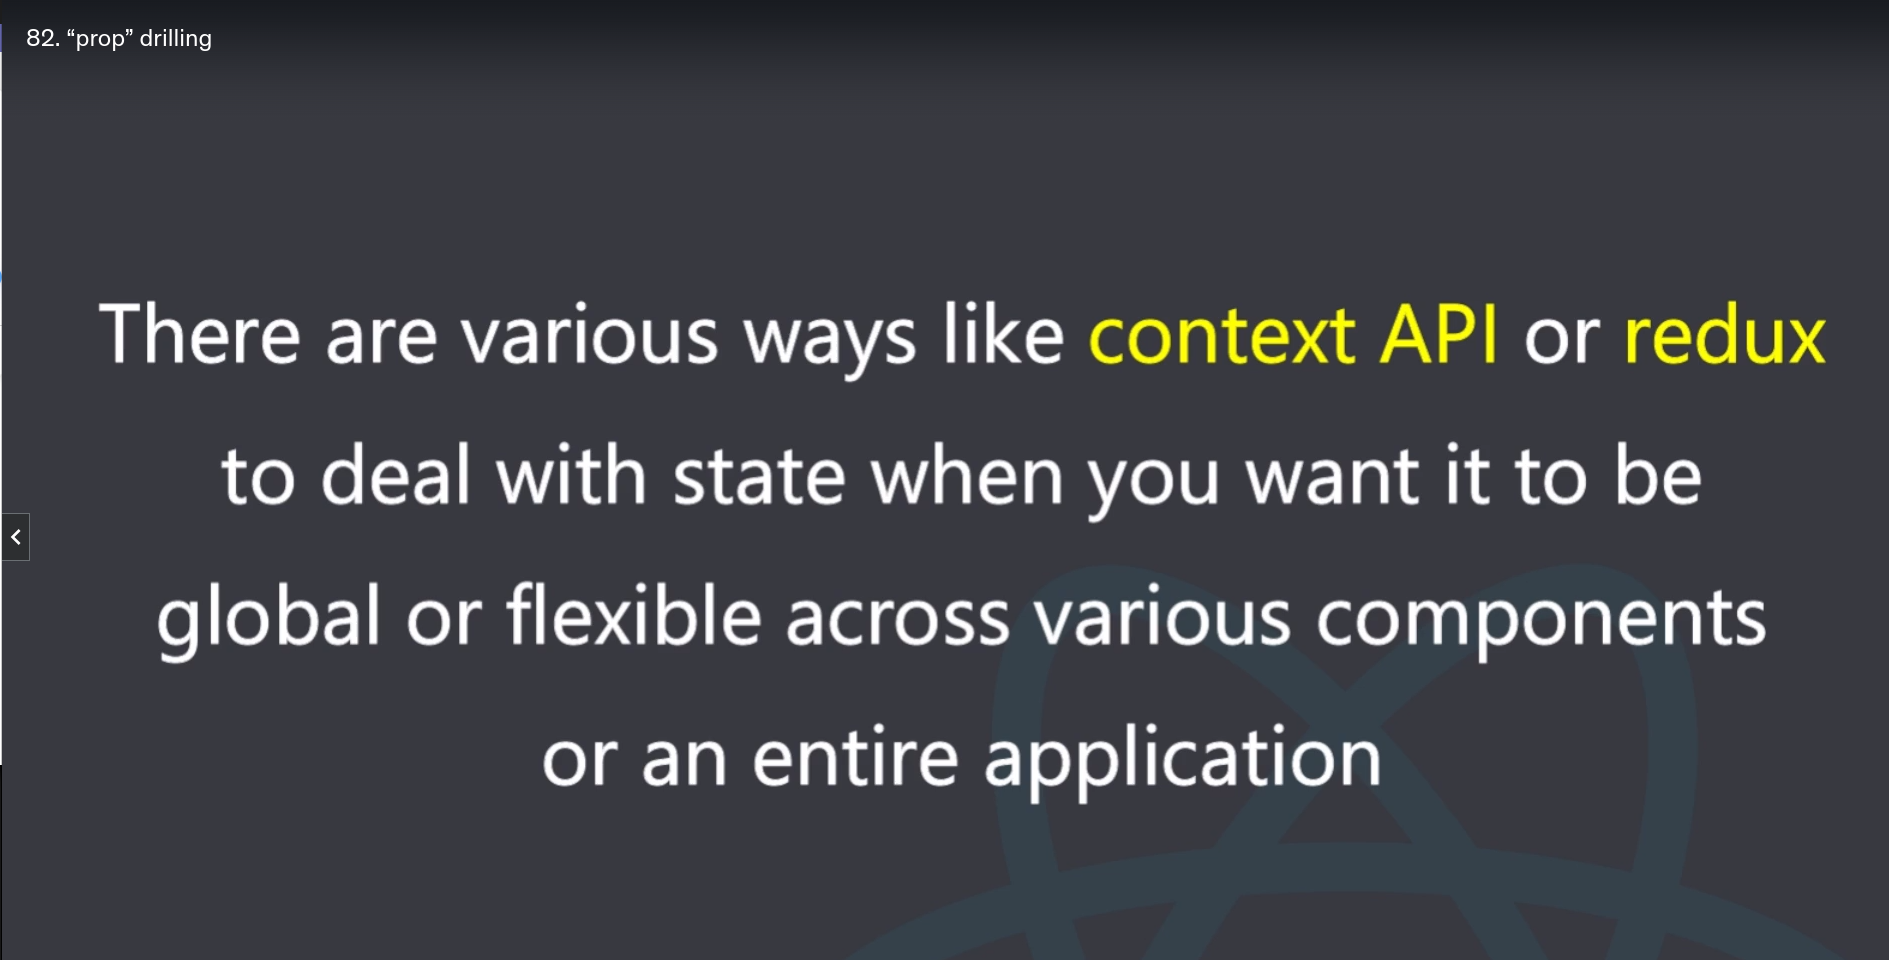 82. “prop” drilling
There are various ways like context API or redux
to deal with state when you want it to be
global or flexible across various components
or an entire application